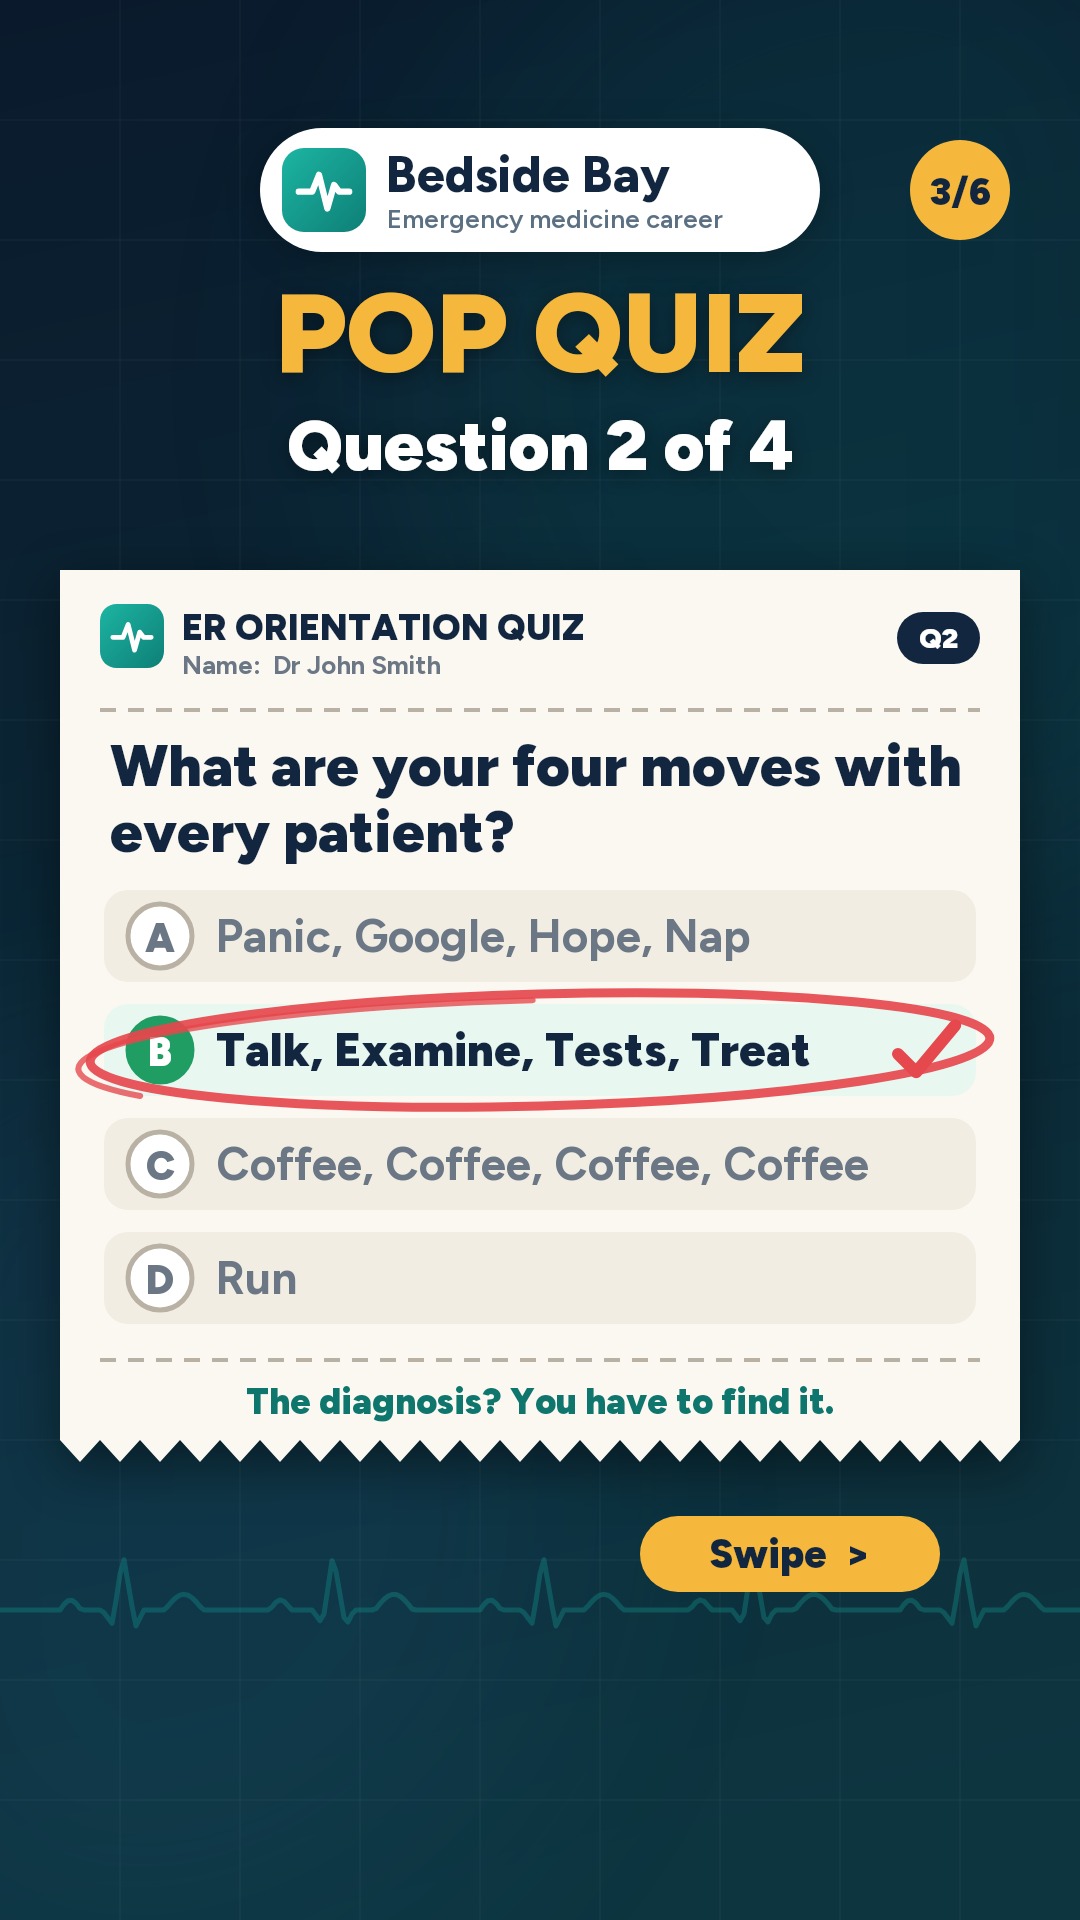 Bedside Bay
Emergency medicine career
3/6
POP QUIZ
Question 2 of 4
ER ORIENTATION QUIZ
Name: Dr John Smith
Q2
What are your four moves with
every patient?
A Panic, Google, Hope, Nap
B Talk, Examine, Tests, Treat
C Coffee, Coffee, Coffee, Coffee
D Run
The diagnosis? You have to find it.
Swipe >